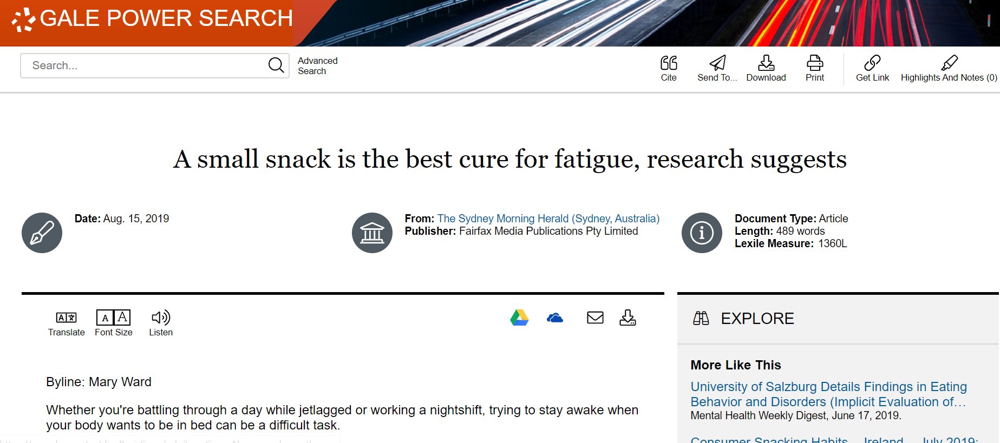 GALE POWER SEARCH
Search...
Advanced
Search
Cite
Send To...
Download
Print
Get Link
Highlights And Notes (0)
A small snack is the best cure for fatigue, research suggests
Date: Aug. 15, 2019
From: The Sydney Morning Herald (Sydney, Australia)
Publisher: Fairfax Media Publications Pty Limited
Document Type: Article
Length: 489 words
Lexile Measure: 1360L
Translate
Font Size
Listen
Byline: Mary Ward
Whether you're battling through a day while jetlagged or working a nightshift, trying to stay awake when
your body wants to be in bed can be a difficult task.
EXPLORE
More Like This
University of Salzburg Details Findings in Eating
Behavior and Disorders (Implicit Evaluation of...
Mental Health Weekly Digest, June 17, 2019.
Consumer Snacking Habits - Ireland - July 2019: